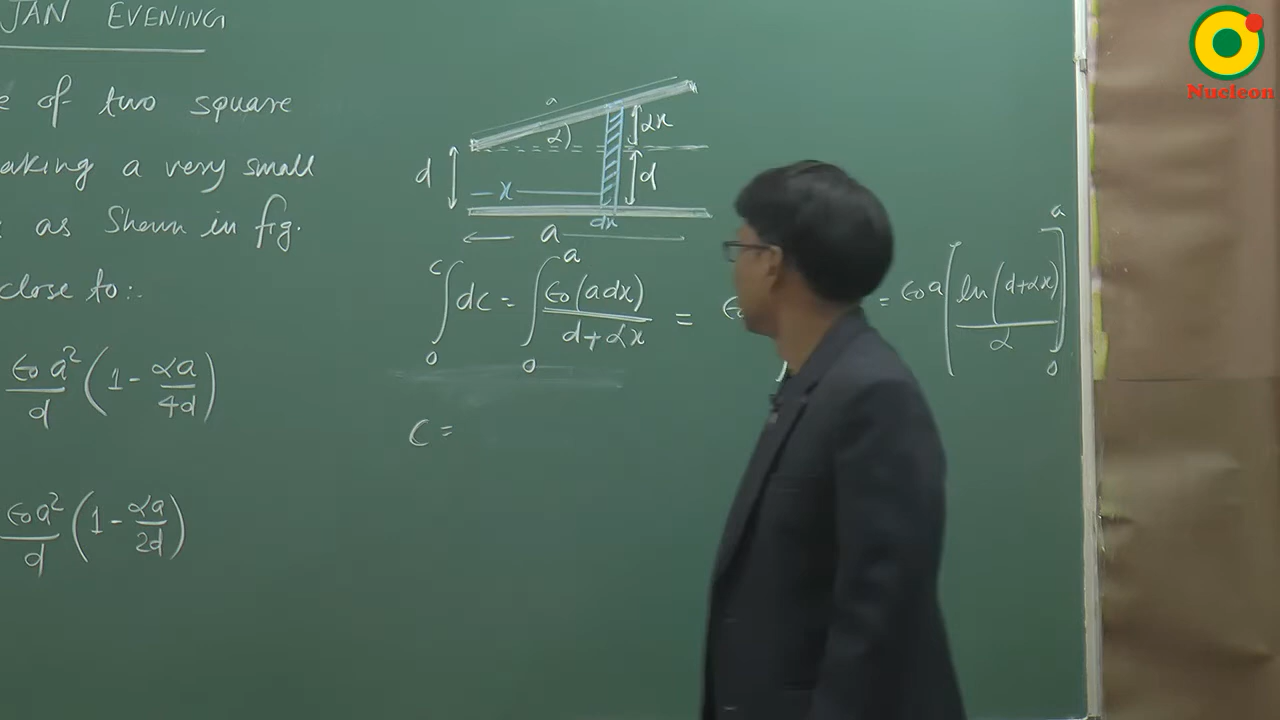 JAN EVENING
e of two square
aking a very small
as Shown in fig.
close to:-
ϵ₀a²/d (1 - αa/4d)
ϵ₀a²/d (1 - αa/2d)
a
α
αx
d
d
x
dx
a
∫₀^c dc = ∫₀^a ϵ₀(adx)/(d+αx) = ϵ₀
= ϵ₀a [ln(d+αx)/α]₀^a
C =
Nucleon